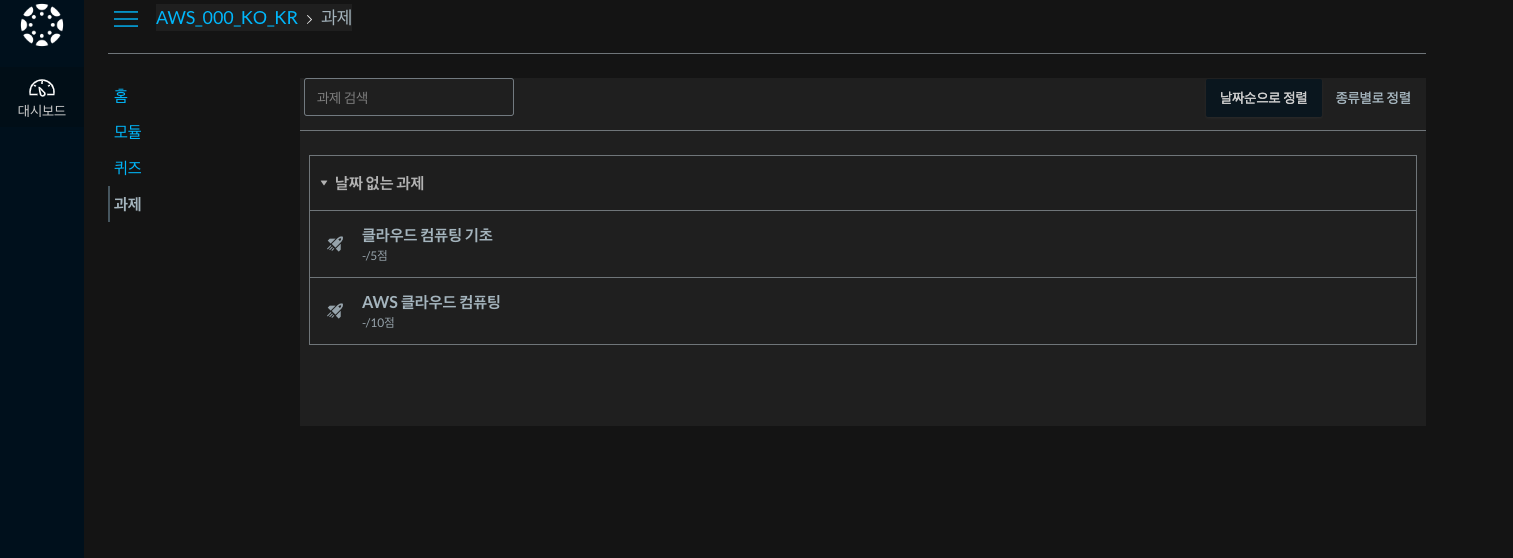 AWS_000_KO_KR > 과제
대시보드
홈
모듈
퀴즈
과제
과제 검색
날짜순으로 정렬
종류별로 정렬
날짜 없는 과제
클라우드 컴퓨팅 기초
-/5점
AWS 클라우드 컴퓨팅
-/10점